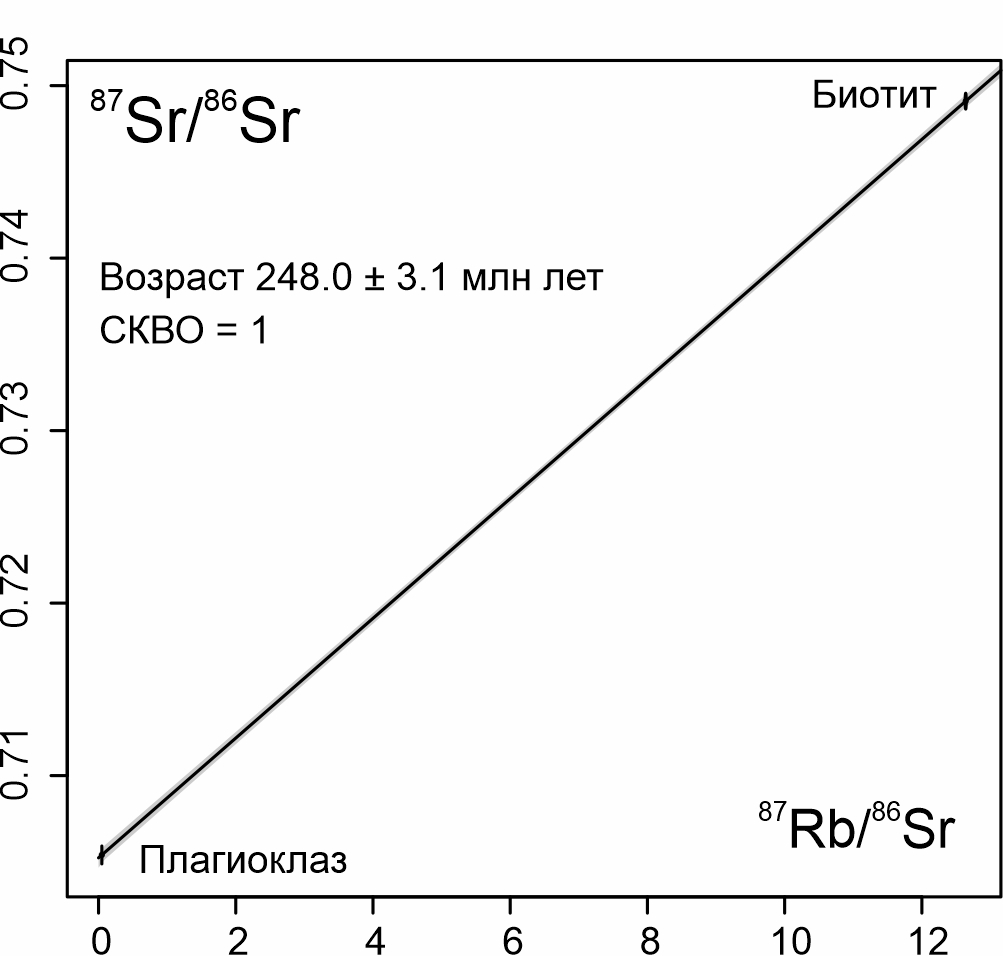 0.75
⁸⁷Sr/⁸⁶Sr
Биотит
0.74
Возраст 248.0 ± 3.1 млн лет
СКВО = 1
0.73
0.72
0.71
⁸⁷Rb/⁸⁶Sr
Плагиоклаз
0 2 4 6 8 10 12